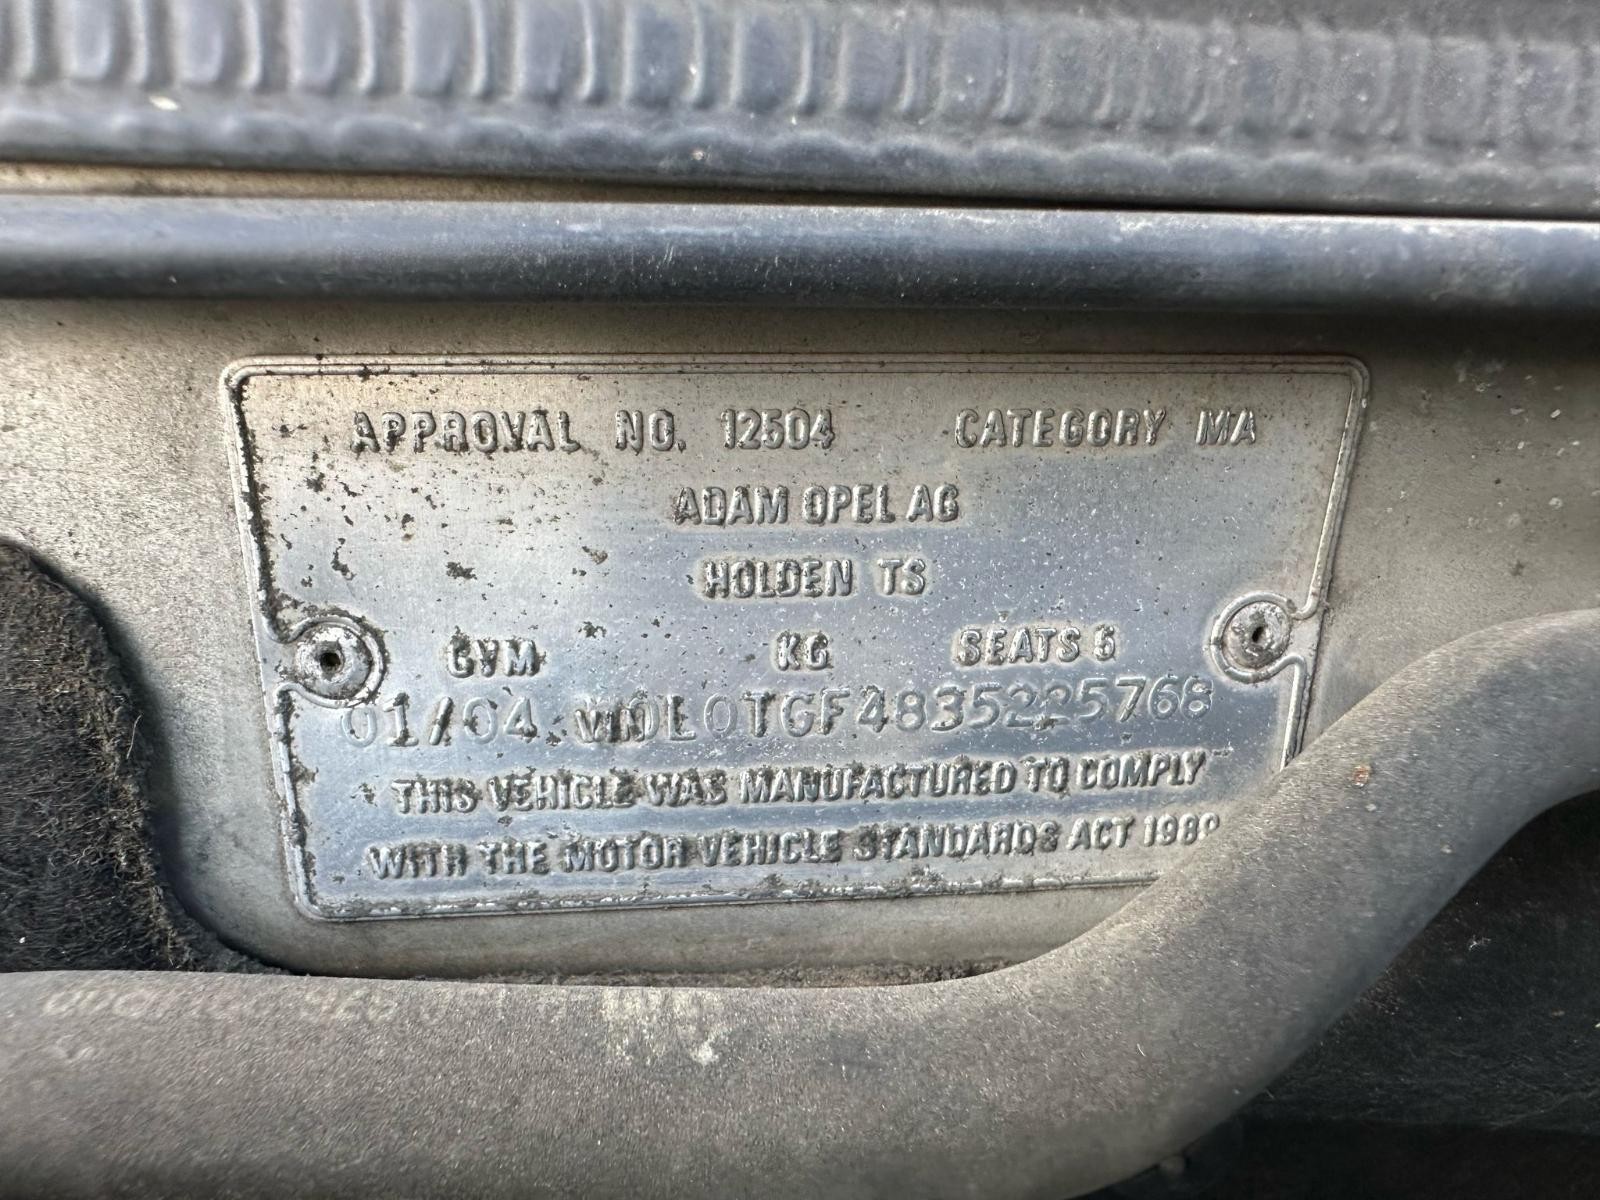 APPROVAL NO. 12504 CATEGORY MA
ADAM OPEL AG
HOLDEN TS
GVM KG SEATS 5
01/04 VIN W0L0TGF4835225768
THIS VEHICLE WAS MANUFACTURED TO COMPLY
WITH THE MOTOR VEHICLE STANDARDS ACT 1989